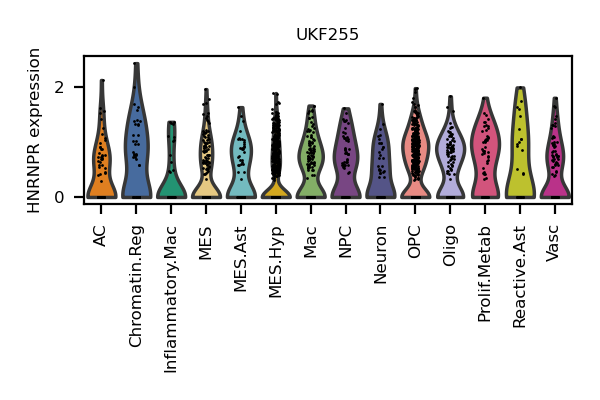 UKF255
HNRNPR expression
2
0
AC
Chromatin.Reg
Inflammatory.Mac
MES
MES.Ast
MES.Hyp
Mac
NPC
Neuron
OPC
Oligo
Prolif.Metab
Reactive.Ast
Vasc